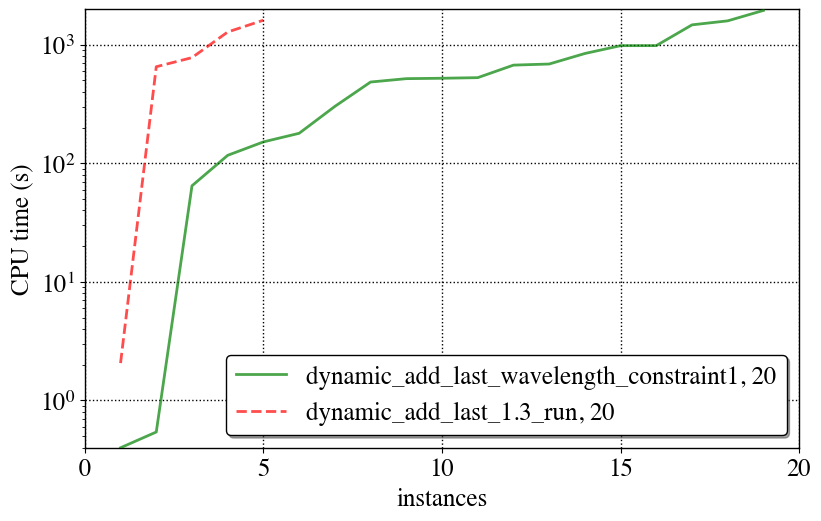 10³
10²
10¹
10⁰
CPU time (s)
dynamic_add_last_wavelength_constraint1, 20
dynamic_add_last_1.3_run, 20
0 5 10 15 20
instances